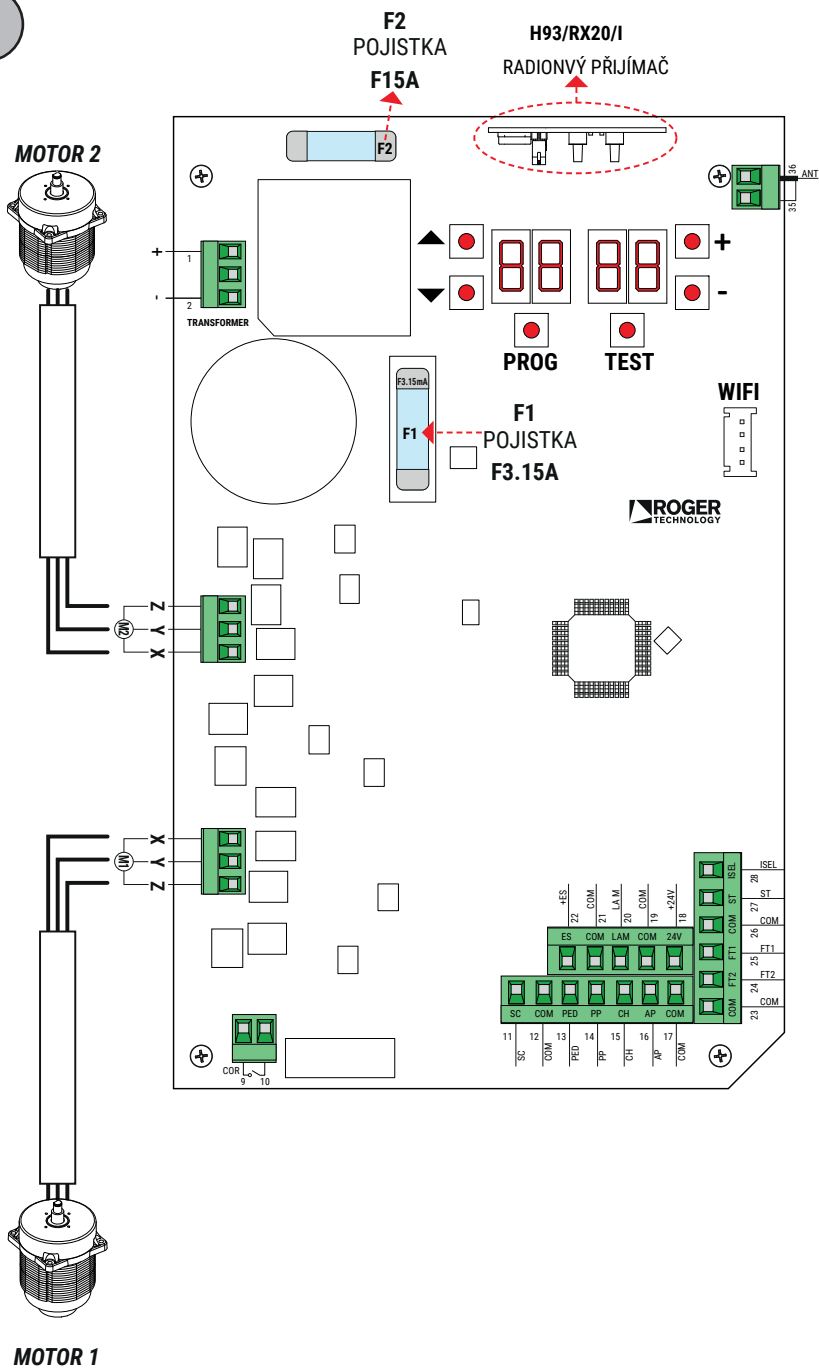 F2
POJISTKA
F15A
H93/RX20/I
RADIONVÝ PŘIJÍMAČ
MOTOR 2
F2
36
ANT
35
+
1
-
2
TRANSFORMER
+
-
PROG
TEST
WIFI
F3.15mA
F1
F1
POJISTKA
F3.15A
ROGER
TECHNOLOGY
Z
M2
Y
X
X
M1
Y
Z
+ES
COM
LAM
COM
+24V
22
21
20
19
18
ES COM LAM COM 24V
SC COM PED PP CH AP COM
11 12 13 14 15 16 17
SC
COM
PED
PP
CH
AP
COM
ISEL
ST
COM
FT1
FT2
COM
ISEL
28
ST
27
COM
26
FT1
25
FT2
24
COM
23
COR
9 10
MOTOR 1